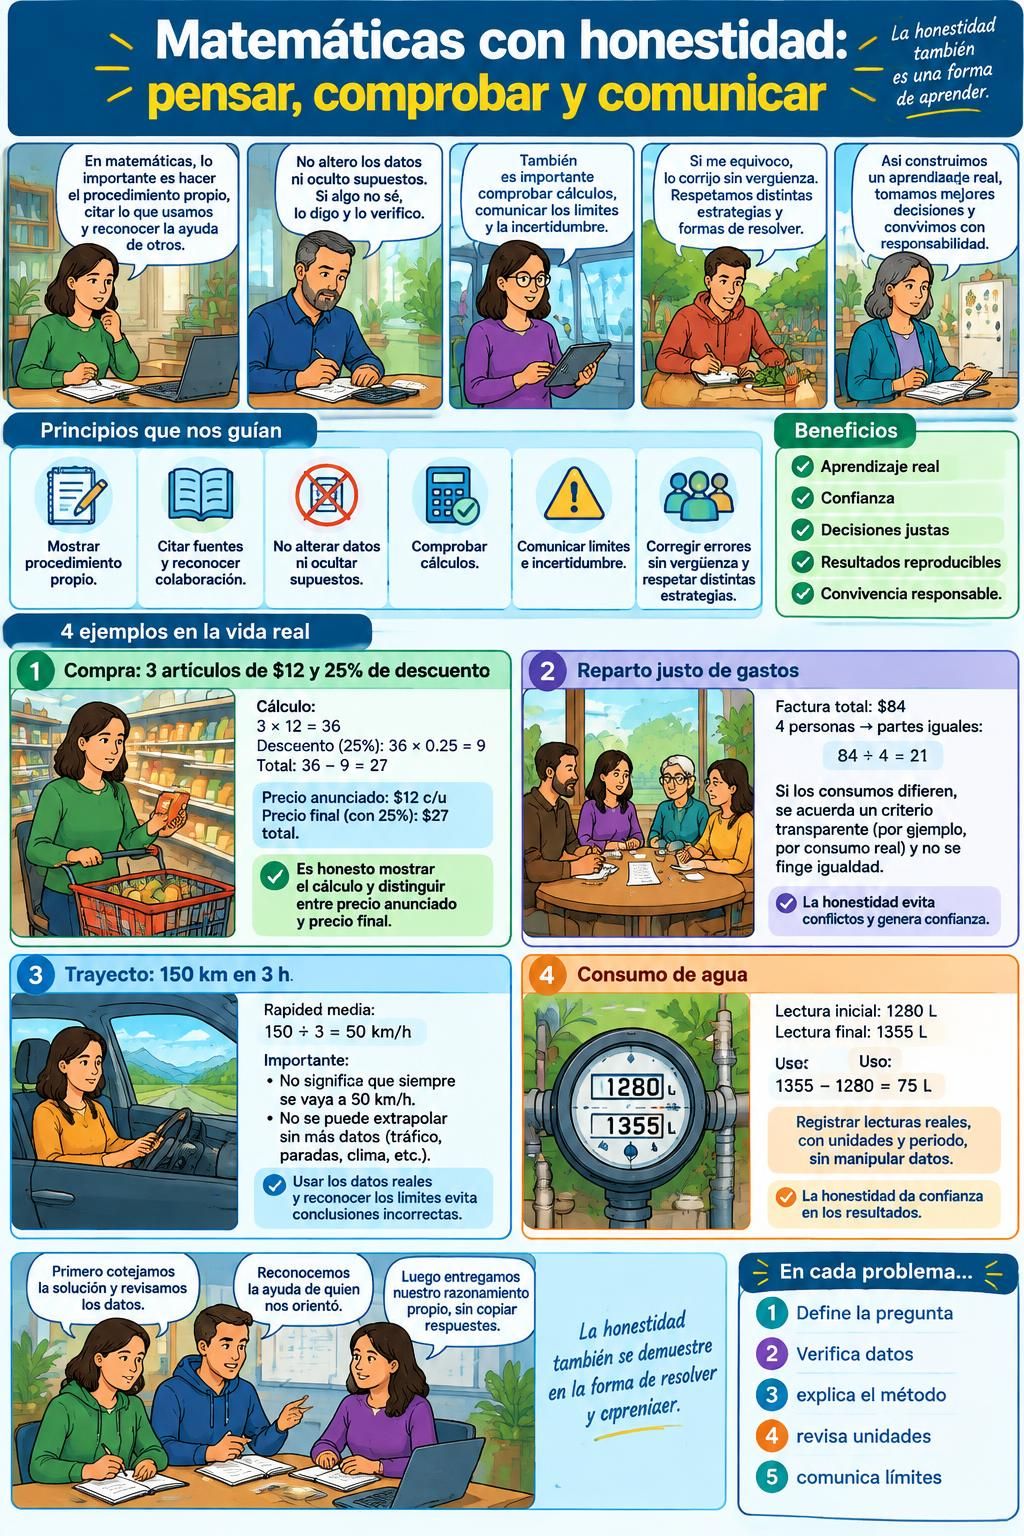 Matemáticas con honestidad:
pensar, comprobar y comunicar
La honestidad
también
es una forma
de aprender.
En matemáticas, lo
importante es hacer
el procedimiento propio,
citar lo que usamos
y reconocer la ayuda
de otros.
No altero los datos
ni oculto supuestos.
Si algo no sé,
lo digo y lo verifico.
También
es importante
comprobar cálculos,
comunicar los limites
y la incertidumbre.
Si me equivoco,
lo corrijo sin vergüenza.
Respetamos distintas
estrategias y
formas de resolver.
Asi construimos
un real,
tomamos mejores
decisiones y
convimos con
responsabilidad.
Principios que nos guían
Mostrar
procedimiento
propio.
Citar fuentes
y reconocer
colaboración.
No alterar datos
ni ocultar
supuestos.
Comprobar
cálculos.
Comunicar limites
e incertidumbre.
Corregir errores
sin vergüenza y
respetar distintas
estrategias.
Beneficios
Aprendizaje real
Confianza
Decisiones justas
Resultados reproducibles
Convivencia responsable.
4 ejemplos en la vida real
1 Compra: 3 artículos de $12 y 25% de descuento
Cálculo:
3 × 12 = 36
Desceento (25%): 36 × 0.25 = 9
Total: 36 – 9 = 27
Precio anunciado: $12 c/u
Precio final (con 25%): $27
total.
Es honesto mostrar
el cálculo y distinguir
entre precio anunciado
y precio final.
2 Reparto justo de gastos
Factura total: $84
4 personas → partes iguales:
84 ÷ 4 = 21
Si los consumos difieren,
se acuerda un criterio
transparente (por ejemplo,
por consumo real) y no se
finge igualdad.
La honestidad evita
conflictos y genera confianza.
3 Trayecto: 150 km en 3 h.
Rapided media:
150 ÷ 3 = 50 km/h
Importante:
• No significa que siempre
se vaya a 50 km/h.
• No se puede extrapolar
sin más datos (tráfico,
paradas, clima, etc.).
Usar los datos reales
y reconocer los limites evita
conclusiones incorrectas.
4 Consumo de agua
1280 L
1355 L
Lectura inicial: 1280 L
Lectura final: 1355 L
Uso: Uso:
1355 – 1280 = 75 L
Registrar lecturas reales,
con unidades y periodo,
sin manipular datos.
La honestidad da confianza
en los resultados.
Primero cotejamos
la solución y revisamos
los datos.
Reconocemos
la ayuda de quien
nos orientó.
Luego entregamos
nuestro razonamiento
propio, sin copiar
respuestes.
La honestidad
también se demuestre
en la forma de resolver
y
En cada problema...
1 Define la pregunta
2 Verifica datos
3 explica el método
4 revisa unidades
5 comunica límites